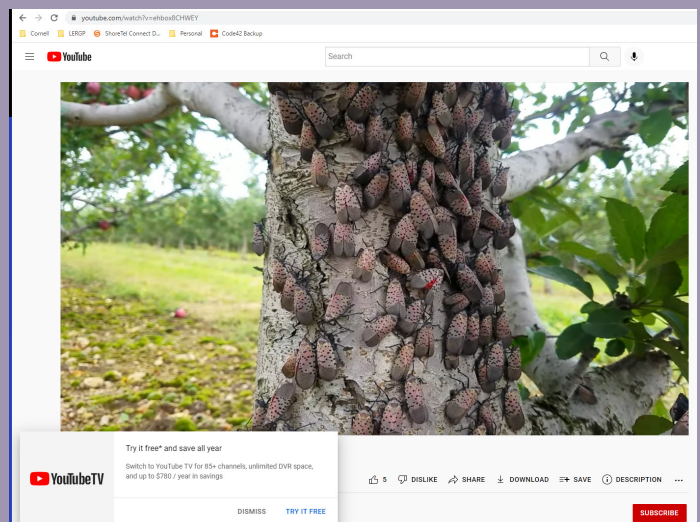 youtube.com/watch?v=ehbox8CHWEY
Cornell LERGP ShoreTel Connect D... Personal Code42 Backup
YouTube
Search
Try it free* and save all year
Switch to YouTube TV for 85+ channels, unlimited DVR space,
and up to $780 / year in savings
YouTubeTV
DISMISS TRY IT FREE
5 DISLIKE SHARE DOWNLOAD SAVE DESCRIPTION ...
SUBSCRIBE